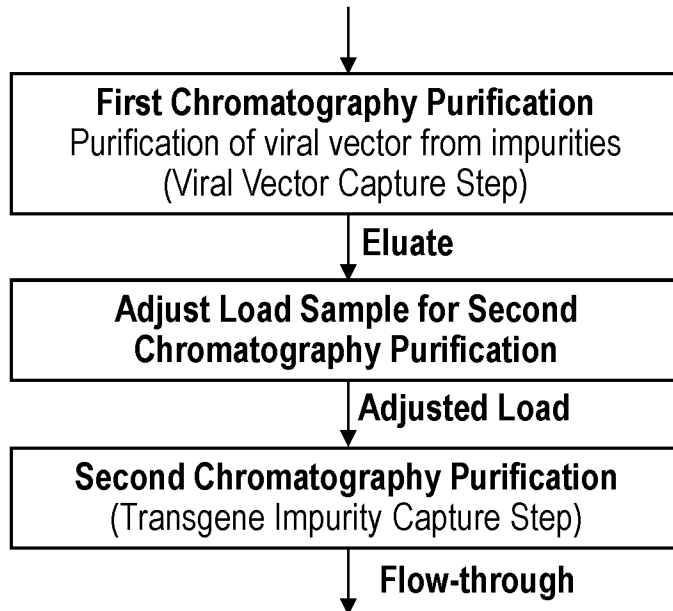 First Chromatography Purification
Purification of viral vector from impurities
(Viral Vector Capture Step)
Eluate
Adjust Load Sample for Second
Chromatography Purification
Adjusted Load
Second Chromatography Purification
(Transgene Impurity Capture Step)
Flow-through